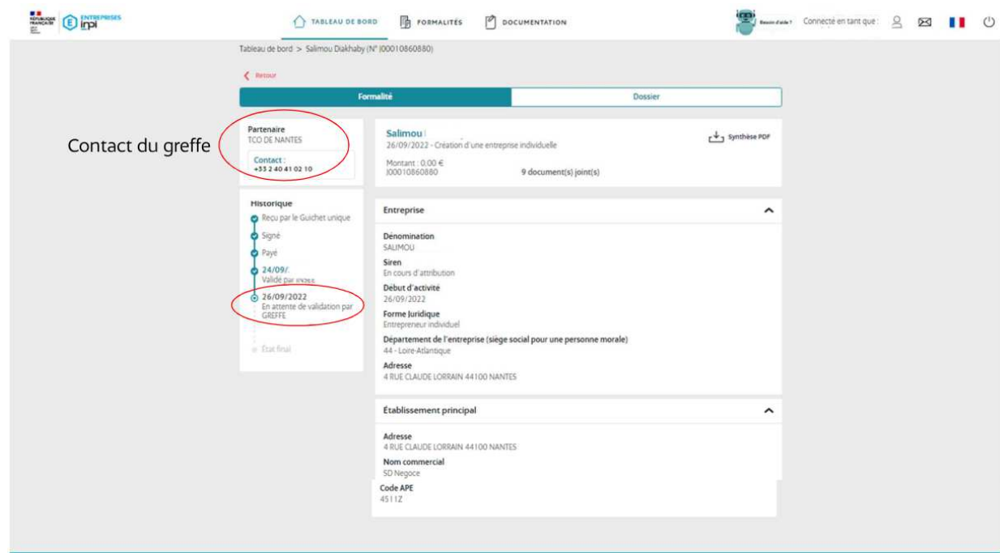 RÉPUBLIQUE
FRANÇAISE
ENTREPRISES
inpi
TABLEAU DE BORD
FORMALITÉS
DOCUMENTATION
Besoin d'aide ?
Connecté en tant que :
Tableau de bord > Salimou Diakhaby (N° J00010860880)
Retour
Formalité
Dossier
Contact du greffe
Partenaire
TCO DE NANTES
Contact :
+33 2 40 41 02 10
Salimou
26/09/2022 - Création d'une entreprise individuelle
Montant : 0,00 €
J00010860880
9 document(s) joint(s)
Synthèse PDF
Historique
Reçu par le Guichet unique
Signé
Payé
24/09/
Validé par
26/09/2022
En attente de validation par
GREFFE
État final
Entreprise
Dénomination
SALIMOU
Siren
En cours d'attribution
Début d'activité
26/09/2022
Forme Juridique
Entrepreneur individuel
Département de l'entreprise (siège social pour une personne morale)
44 - Loire-Atlantique
Adresse
4 RUE CLAUDE LORRAIN 44100 NANTES
Établissement principal
Adresse
4 RUE CLAUDE LORRAIN 44100 NANTES
Nom commercial
SD Negoce
Code APE
4511Z